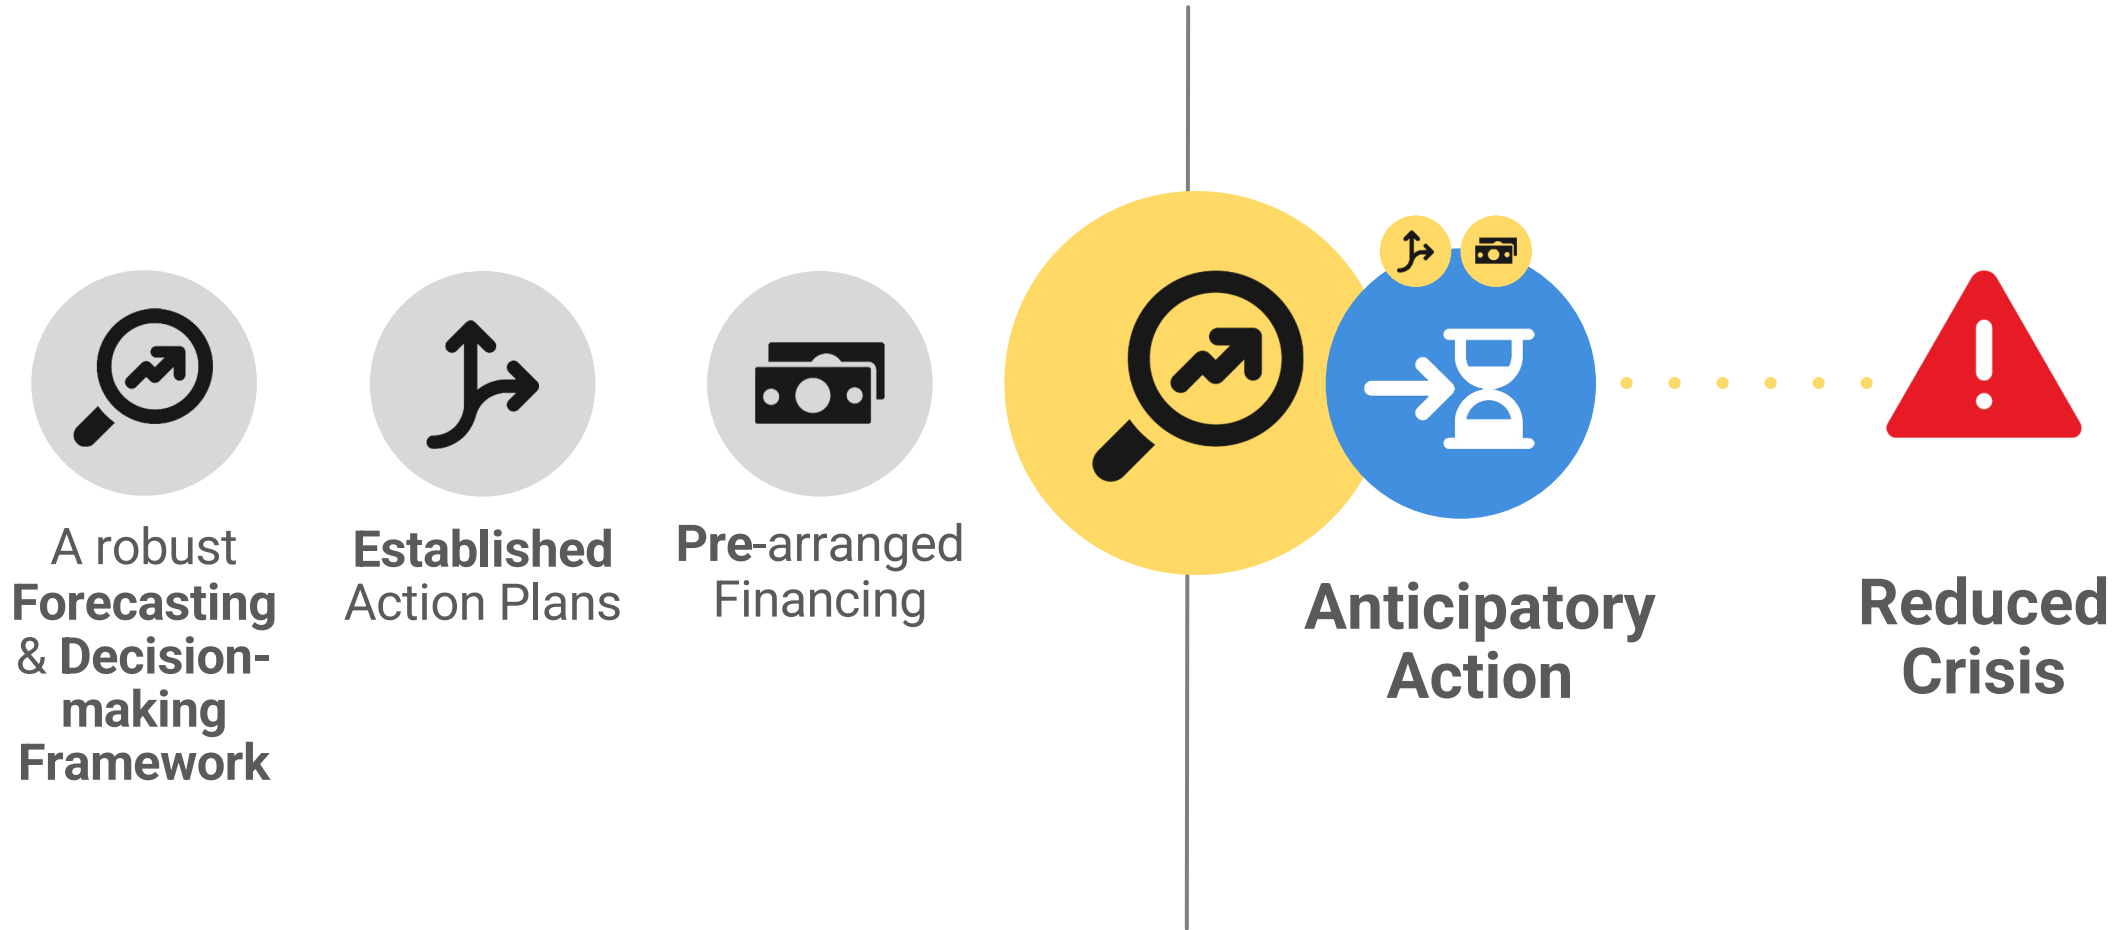 A robust
Forecasting
& Decision-
making
Framework
Established
Action Plans
Pre-arranged
Financing
Anticipatory
Action
Reduced
Crisis